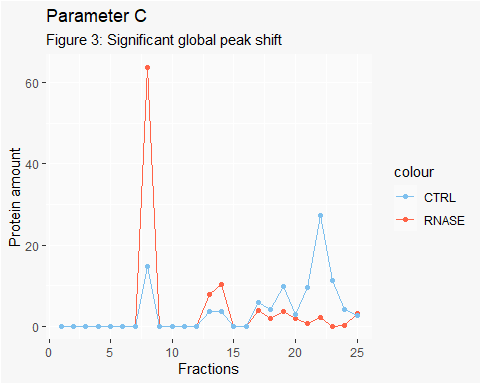 Parameter C
Figure 3: Significant global peak shift
Protein amount
60
40
20
0
0 5 10 15 20 25
Fractions
colour
CTRL
RNASE